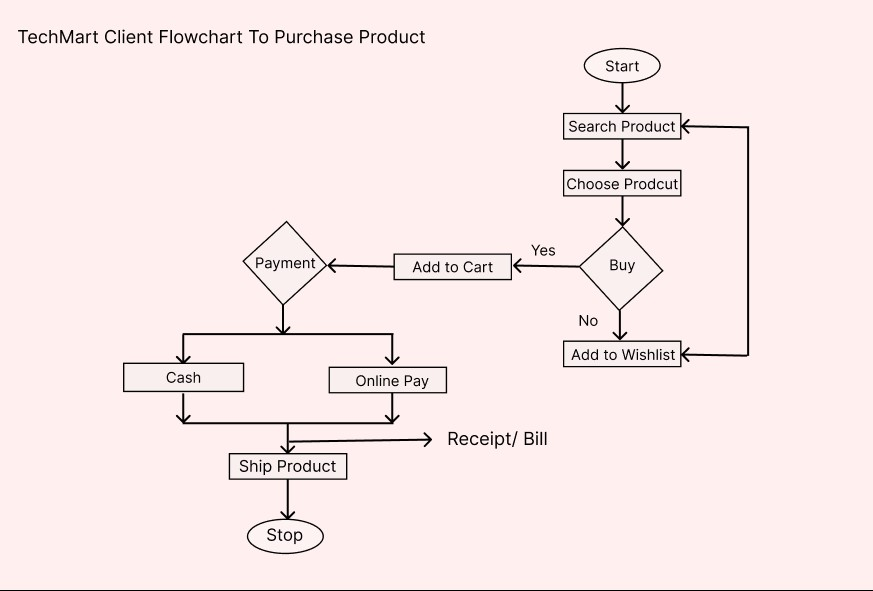 TechMart Client Flowchart To Purchase Product
Start
Search Product
Choose Prodcut
Buy
Yes
Add to Cart
Payment
No
Add to Wishlist
Cash
Online Pay
Receipt/ Bill
Ship Product
Stop